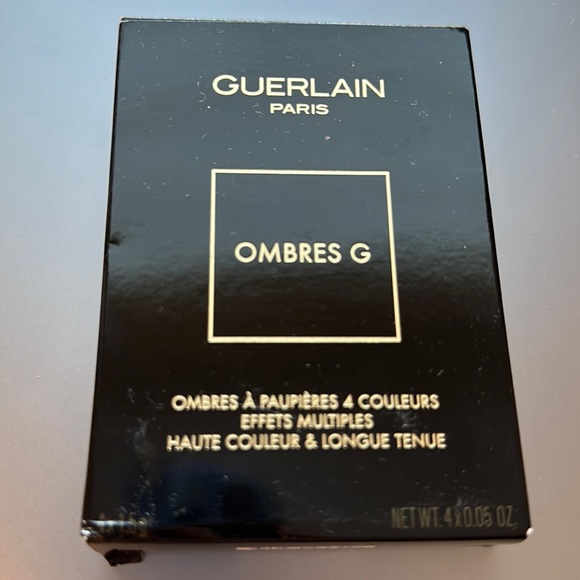 GUERLAIN
PARIS
OMBRES G
OMBRES À PAUPIÈRES 4 COULEURS
EFFETS MULTIPLES
HAUTE COULEUR & LONGUE TENUE
NET WT. 4 x 0.05 OZ.